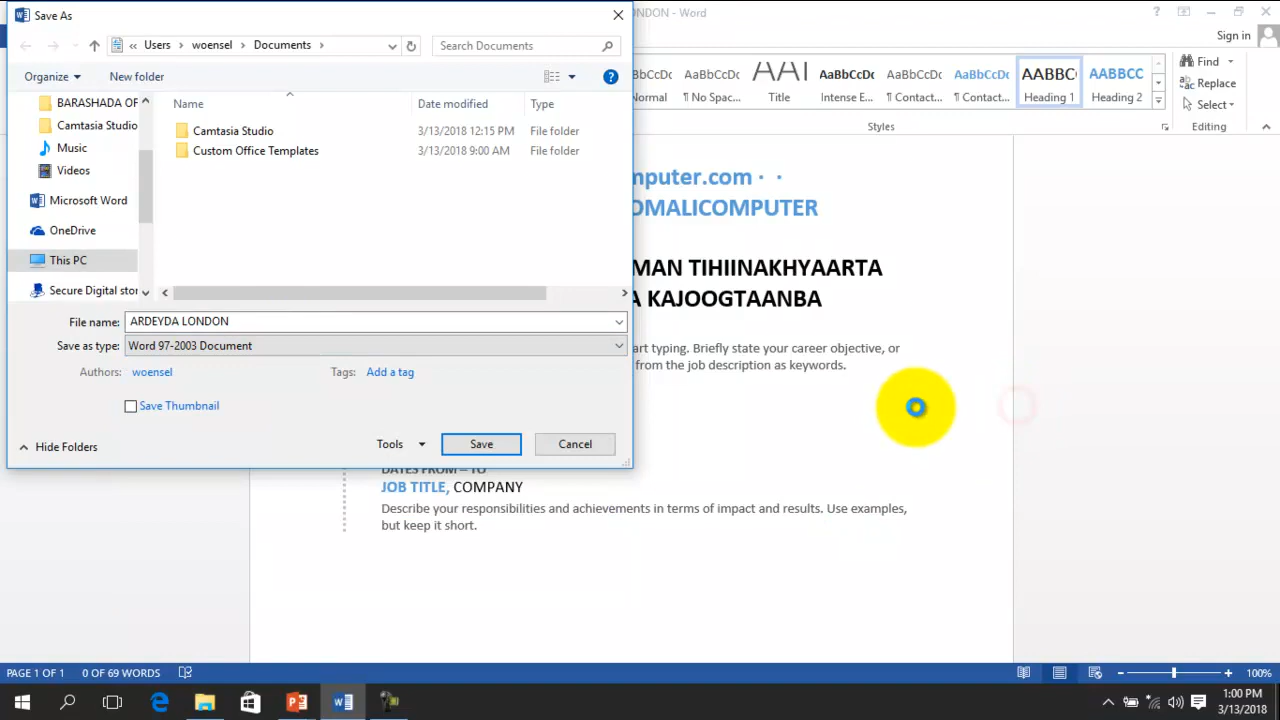 Save As
ONDON - Word
Sign in
« Users › woensel › Documents ›
Search Documents
Organize
New folder
BARASHADA OF
Camtasia Studio
Music
Videos
Microsoft Word
OneDrive
This PC
Secure Digital stor
Name
Date modified
Type
Camtasia Studio 3/13/2018 12:15 PM File folder
Custom Office Templates 3/13/2018 9:00 AM File folder
File name: ARDEYDA LONDON
Save as type: Word 97-2003 Document
Authors: woensel
Tags: Add a tag
Save Thumbnail
Hide Folders
Tools
Save
Cancel
bCcDc AaBbCcDc AAI AaBbCcDc AaBbCcDc AaBbCcDc AABBC AABBCC
Normal ¶ No Spac... Title Intense E... ¶ Contact... ¶ Contact... Heading 1 Heading 2
Styles
Find
Replace
Select
Editing
mputer.com · ·
OMALICOMPUTER
MAN TIHIINAKHYAARTA
A KAJOOGTAANBA
art typing. Briefly state your career objective, or
from the job description as keywords.
DATES FROM – TO
JOB TITLE, COMPANY
Describe your responsibilities and achievements in terms of impact and results. Use examples,
but keep it short.
PAGE 1 OF 1 0 OF 69 WORDS
100%
1:00 PM
3/13/2018